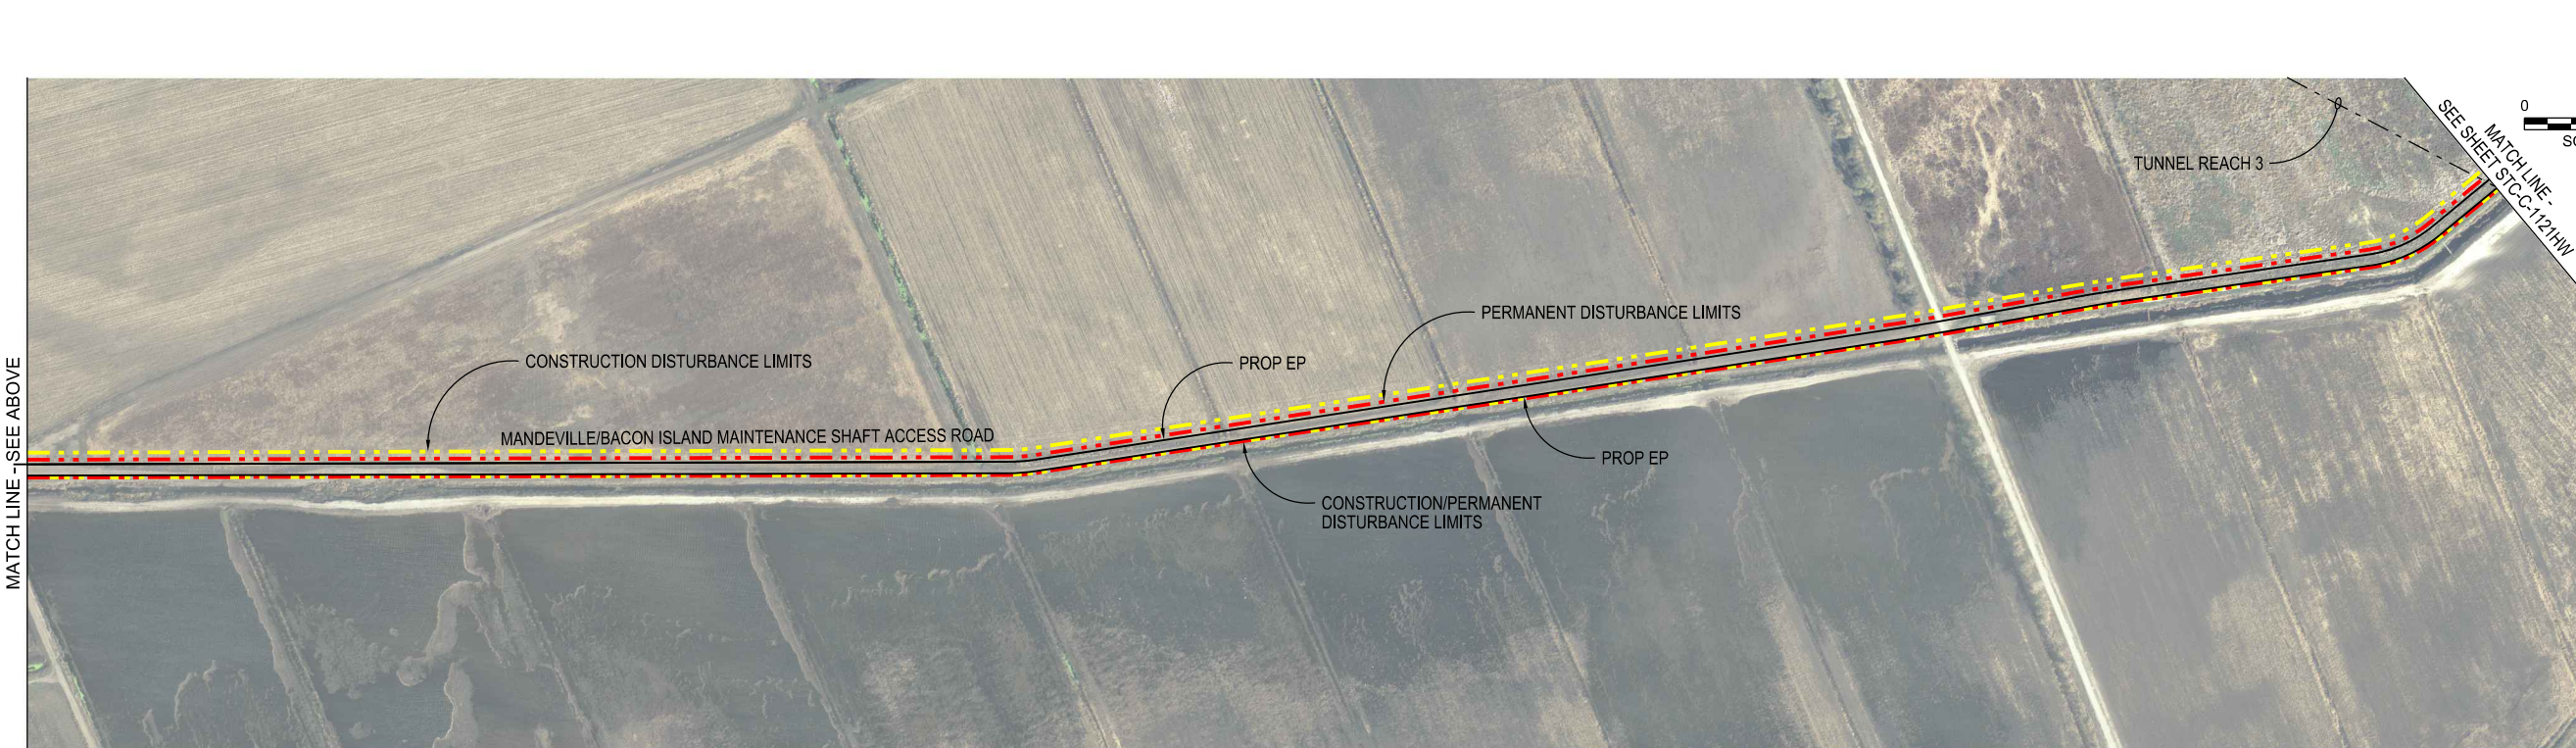 0
SEE SHEET STC-C-1121HW
MATCH LINE -
TUNNEL REACH 3
PERMANENT DISTURBANCE LIMITS
CONSTRUCTION DISTURBANCE LIMITS
PROP EP
MANDEVILLE/BACON ISLAND MAINTENANCE SHAFT ACCESS ROAD
PROP EP
CONSTRUCTION/PERMANENT
DISTURBANCE LIMITS
MATCH LINE - SEE ABOVE